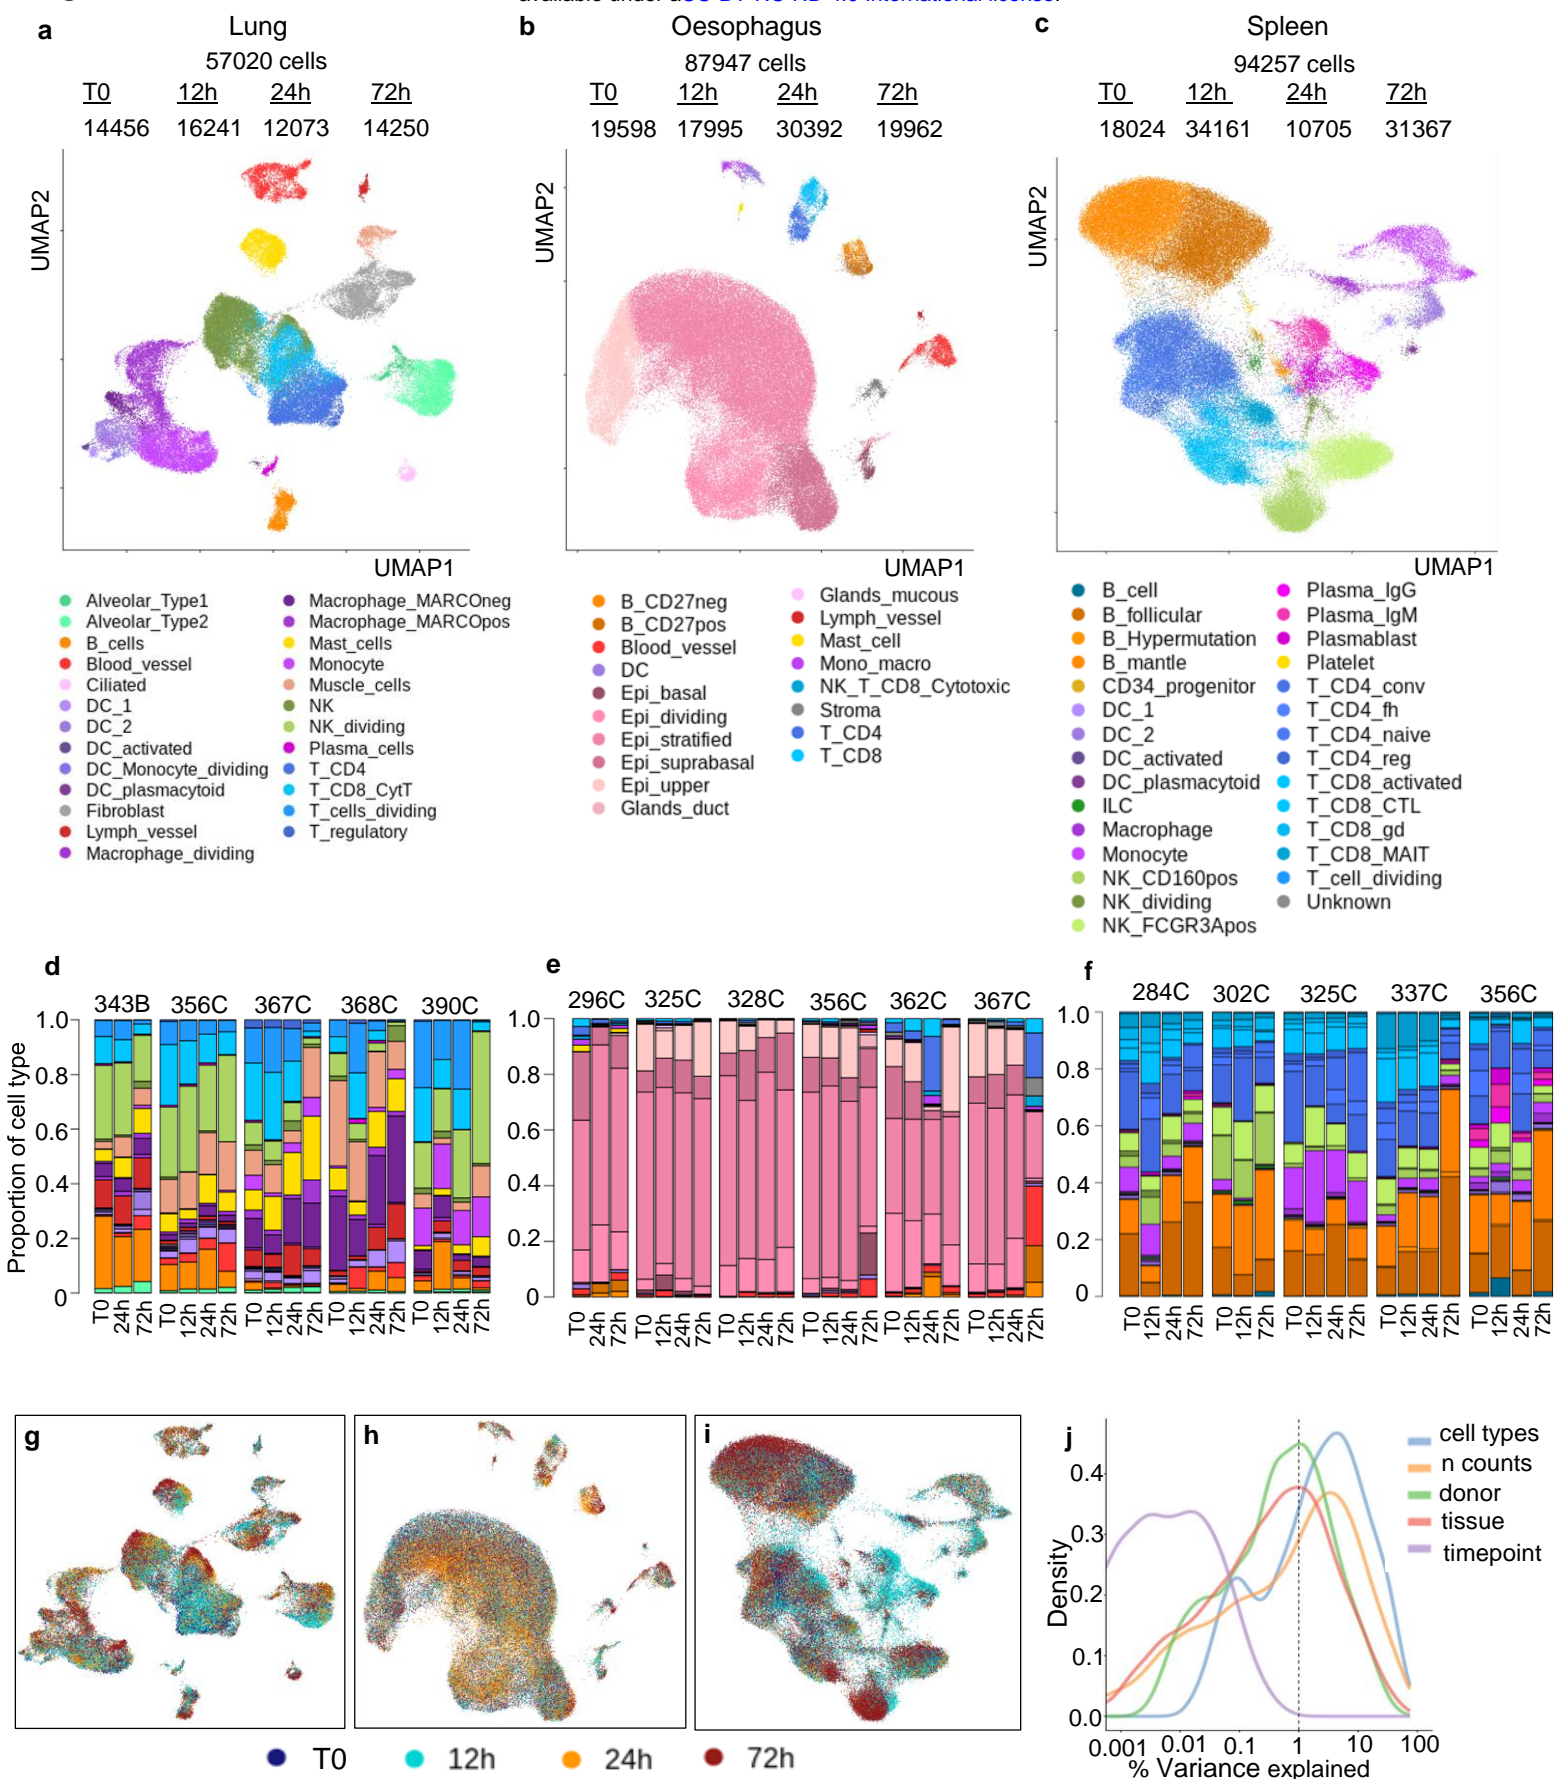 available under aCC-BY-NC-ND 4.0 International license.
a Lung
57020 cells
T0 12h 24h 72h
14456 16241 12073 14250
UMAP2
UMAP1
Alveolar_Type1
Alveolar_Type2
B_cells
Blood_vessel
Ciliated
DC_1
DC_2
DC_activated
DC_Monocyte_dividing
DC_plasmacytoid
Fibroblast
Lymph_vessel
Macrophage_dividing
Macrophage_MARCOneg
Macrophage_MARCOpos
Mast_cells
Monocyte
Muscle_cells
NK
NK_dividing
Plasma_cells
T_CD4
T_CD8_CytT
T_cells_dividing
T_regulatory
b Oesophagus
87947 cells
T0 12h 24h 72h
19598 17995 30392 19962
UMAP2
UMAP1
B_CD27neg
B_CD27pos
Blood_vessel
DC
Epi_basal
Epi_dividing
Epi_stratified
Epi_suprabasal
Epi_upper
Glands_duct
Glands_mucous
Lymph_vessel
Mast_cell
Mono_macro
NK_T_CD8_Cytotoxic
Stroma
T_CD4
T_CD8
c Spleen
94257 cells
T0 12h 24h 72h
18024 34161 10705 31367
UMAP2
UMAP1
B_cell
B_follicular
B_Hypermutation
B_mantle
CD34_progenitor
DC_1
DC_2
DC_activated
DC_plasmacytoid
ILC
Macrophage
Monocyte
NK_CD160pos
NK_dividing
NK_FCGR3Apos
Plasma_IgG
Plasma_IgM
Plasmablast
Platelet
T_CD4_conv
T_CD4_fh
T_CD4_naive
T_CD4_reg
T_CD8_activated
T_CD8_CTL
T_CD8_gd
T_CD8_MAIT
T_cell_dividing
Unknown
d
343B 356C 367C 368C 390C
Proportion of cell type
1.0
0.8
0.6
0.4
0.2
0
T0 24h 72h T0 12h 24h 72h T0 12h 24h 72h T0 12h 24h 72h T0 12h 24h 72h
e
296C 325C 328C 356C 362C 367C
1.0
0.8
0.6
0.4
0.2
0
T0 24h 72h T0 12h 24h 72h T0 12h 24h 72h T0 12h 24h 72h T0 12h 24h 72h T0 12h 24h 72h
f
284C 302C 325C 337C 356C
1.0
0.8
0.6
0.4
0.2
0
T0 12h 24h 72h T0 12h 72h T0 12h 24h 72h T0 12h 24h 72h T0 12h 24h 72h
g
h
i
T0 12h 24h 72h
j
cell types
n counts
donor
tissue
timepoint
Density
0.4
0.3
0.2
0.1
0.0
0.001 0.01 0.1 1 10 100
% Variance explained